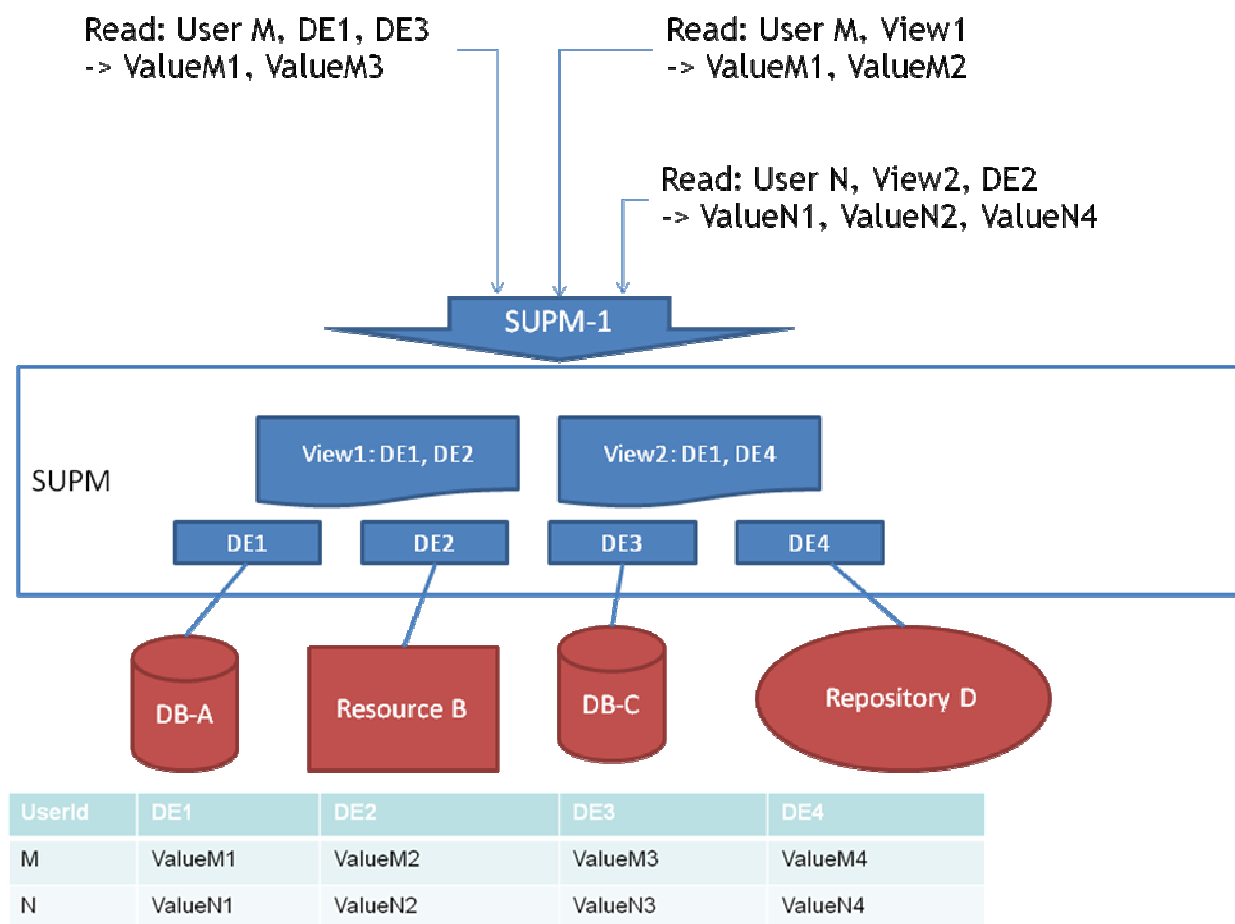 Read: User M, DE1, DE3
-> ValueM1, ValueM3
Read: User M, View1
-> ValueM1, ValueM2
Read: User N, View2, DE2
-> ValueN1, ValueN2, ValueN4
SUPM-1
SUPM
View1: DE1, DE2
View2: DE1, DE4
DE1
DE2
DE3
DE4
DB-A
Resource B
DB-C
Repository D
UserId DE1 DE2 DE3 DE4
M ValueM1 ValueM2 ValueM3 ValueM4
N ValueN1 ValueN2 ValueN3 ValueN4